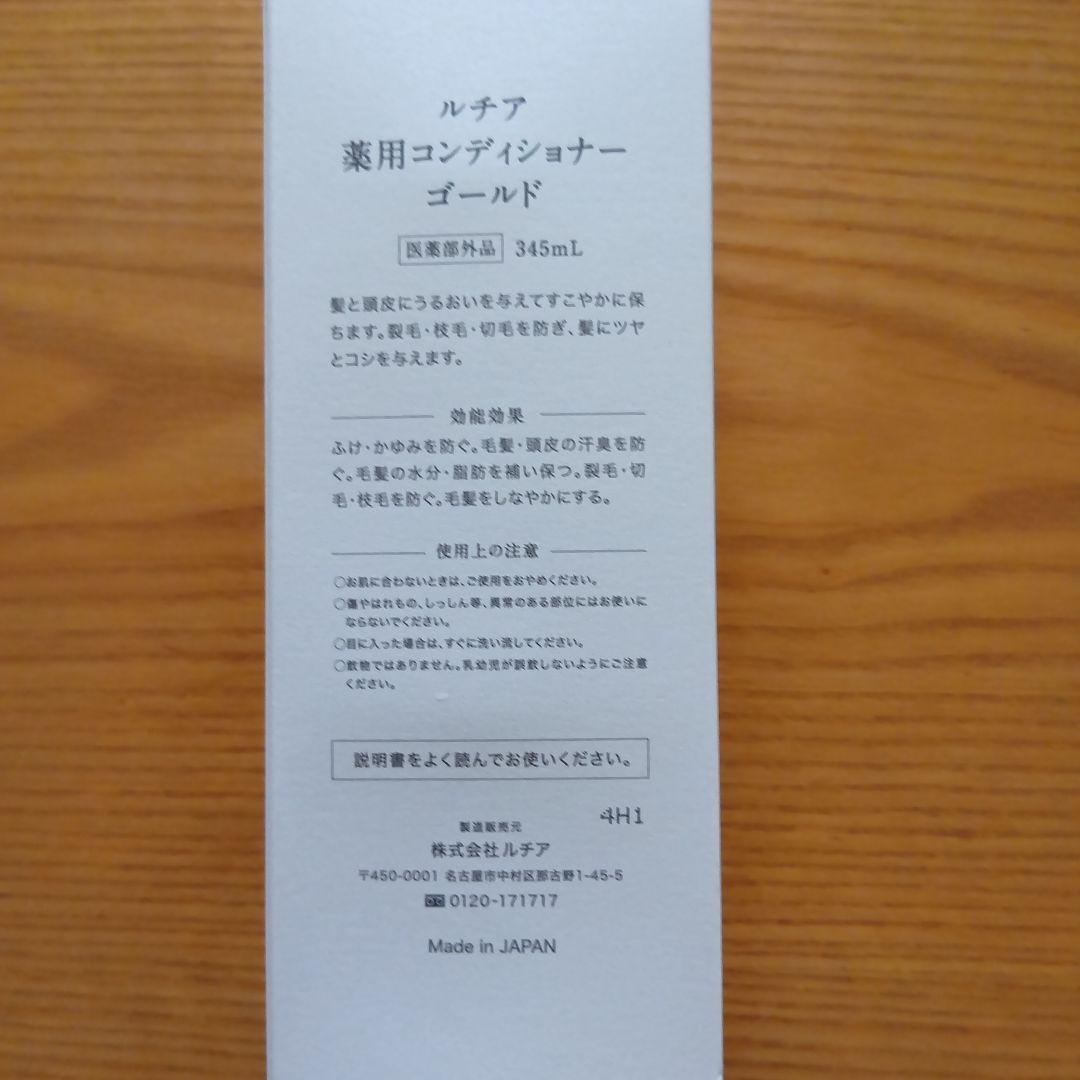 ルチア
薬用コンディショナー
ゴールド
医薬部外品 345mL
髪と頭皮にうるおいを与えてすこやかに保
ちます。裂毛・枝毛・切毛を防ぎ、髪にツヤ
とコシを与えます。
効能効果
ふけ・かゆみを防ぐ。毛髪・頭皮の汗臭を防
ぐ。毛髪の水分・脂肪を補い保つ。裂毛・切
毛・枝毛を防ぐ。毛髪をしなやかにする。
使用上の注意
○お肌に合わないときは、ご使用をおやめください。
○傷やはれもの、しっしん等、異常のある部位にはお使いに
ならないでください。
○目に入った場合は、すぐに洗い流してください。
○飲物ではありません。乳幼児が誤飲しないようにご注意
ください。
説明書をよく読んでお使いください。
4H1
製造販売元
株式会社ルチア
〒450-0001 名古屋市中村区那古野1-45-5
0120-171717
Made in JAPAN